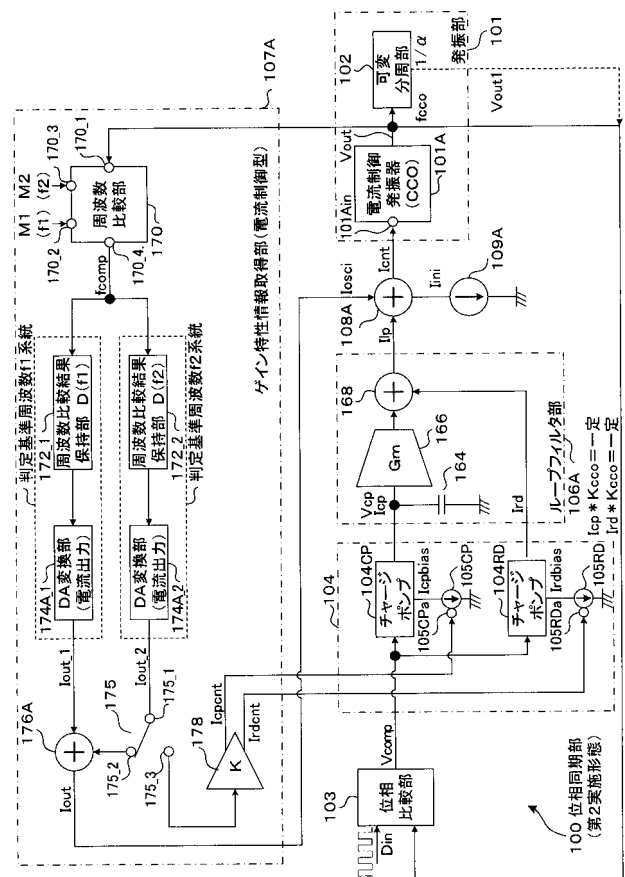 107A
170_3
M2
(f2)
M1
(f1)
170_1
170_2
周波数
比較部
170
170_4
fcomp
判定基準周波数f1系統
周波数比較結果
保持部 D(f1)
172_1
周波数比較結果
保持部 D(f2)
172_2
判定基準周波数f2系統
DA変換部
(電流出力)
174A_1
DA変換部
(電流出力)
174A_2
ゲイン特性情報取得部(電流制御型)
Iout_1
Iout_2
176A
175
175_1
175_2
175_3
Iout
178
K
Icpcnt
Irdcnt
101
発振部
102
可変
分周部
1/α
fcco
Vout
Vout1
電流制御
発振器
(CCO)
101A
101Ain
Icnt
Iosci
108A
Iini
109A
Ilp
168
Gm
166
Vcp
Icp
164
Ird
ループフィルタ部
106A
Icp*Kcco=一定
Ird*Kcco=一定
104
104CP
チャージ
ポンプ
Icpbias
105CP
105CPa
104RD
チャージ
ポンプ
Irdbias
105RD
105RDa
Vcomp
103
位相
比較部
Din
100 位相同期部
(第2実施形態)